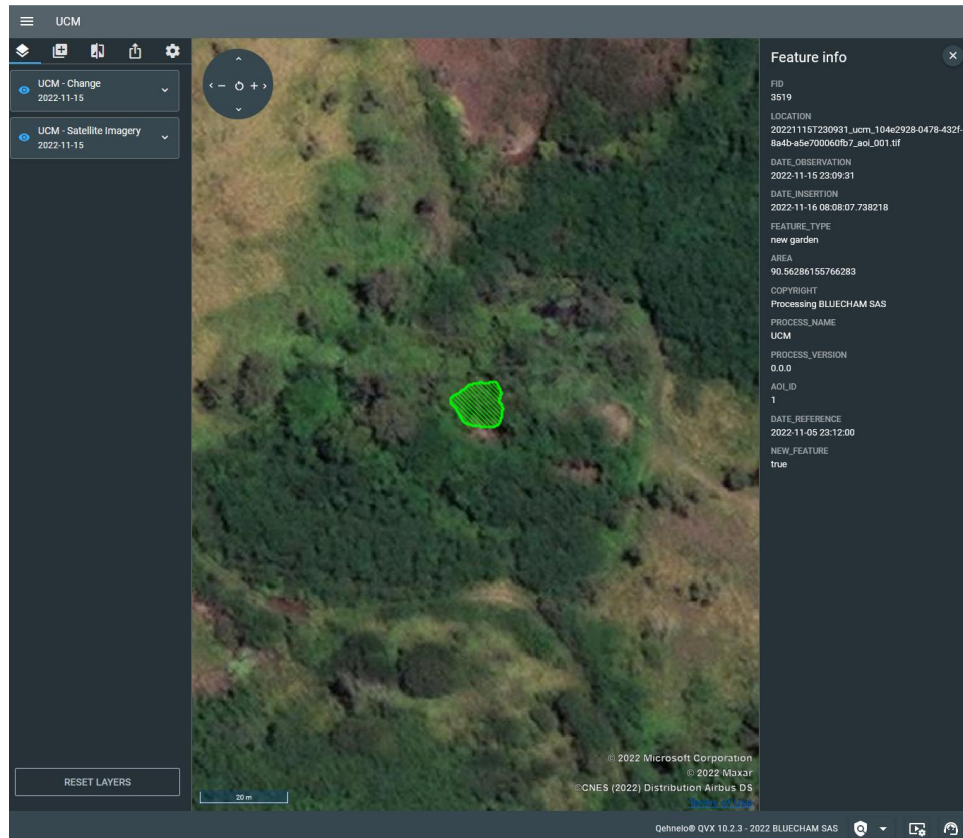 UCM
UCM - Change
2022-11-15
UCM - Satellite Imagery
2022-11-15
RESET LAYERS
20 m
© 2022 Microsoft Corporation
© 2022 Maxar
©CNES (2022) Distribution Airbus DS
Terms of Use
Feature info
FID
3519
LOCATION
20221115T230931_ucm_104e2928-0478-432f-
8a4b-a5e700060fb7_aoi_001.tif
DATE_OBSERVATION
2022-11-15 23:09:31
DATE_INSERTION
2022-11-16 08:08:07.738218
FEATURE_TYPE
new garden
AREA
90.56286155766283
COPYRIGHT
Processing BLUECHAM SAS
PROCESS_NAME
UCM
PROCESS_VERSION
0.0.0
AOI_ID
1
DATE_REFERENCE
2022-11-05 23:12:00
NEW_FEATURE
true
Qehnelo® QVX 10.2.3 - 2022 BLUECHAM SAS